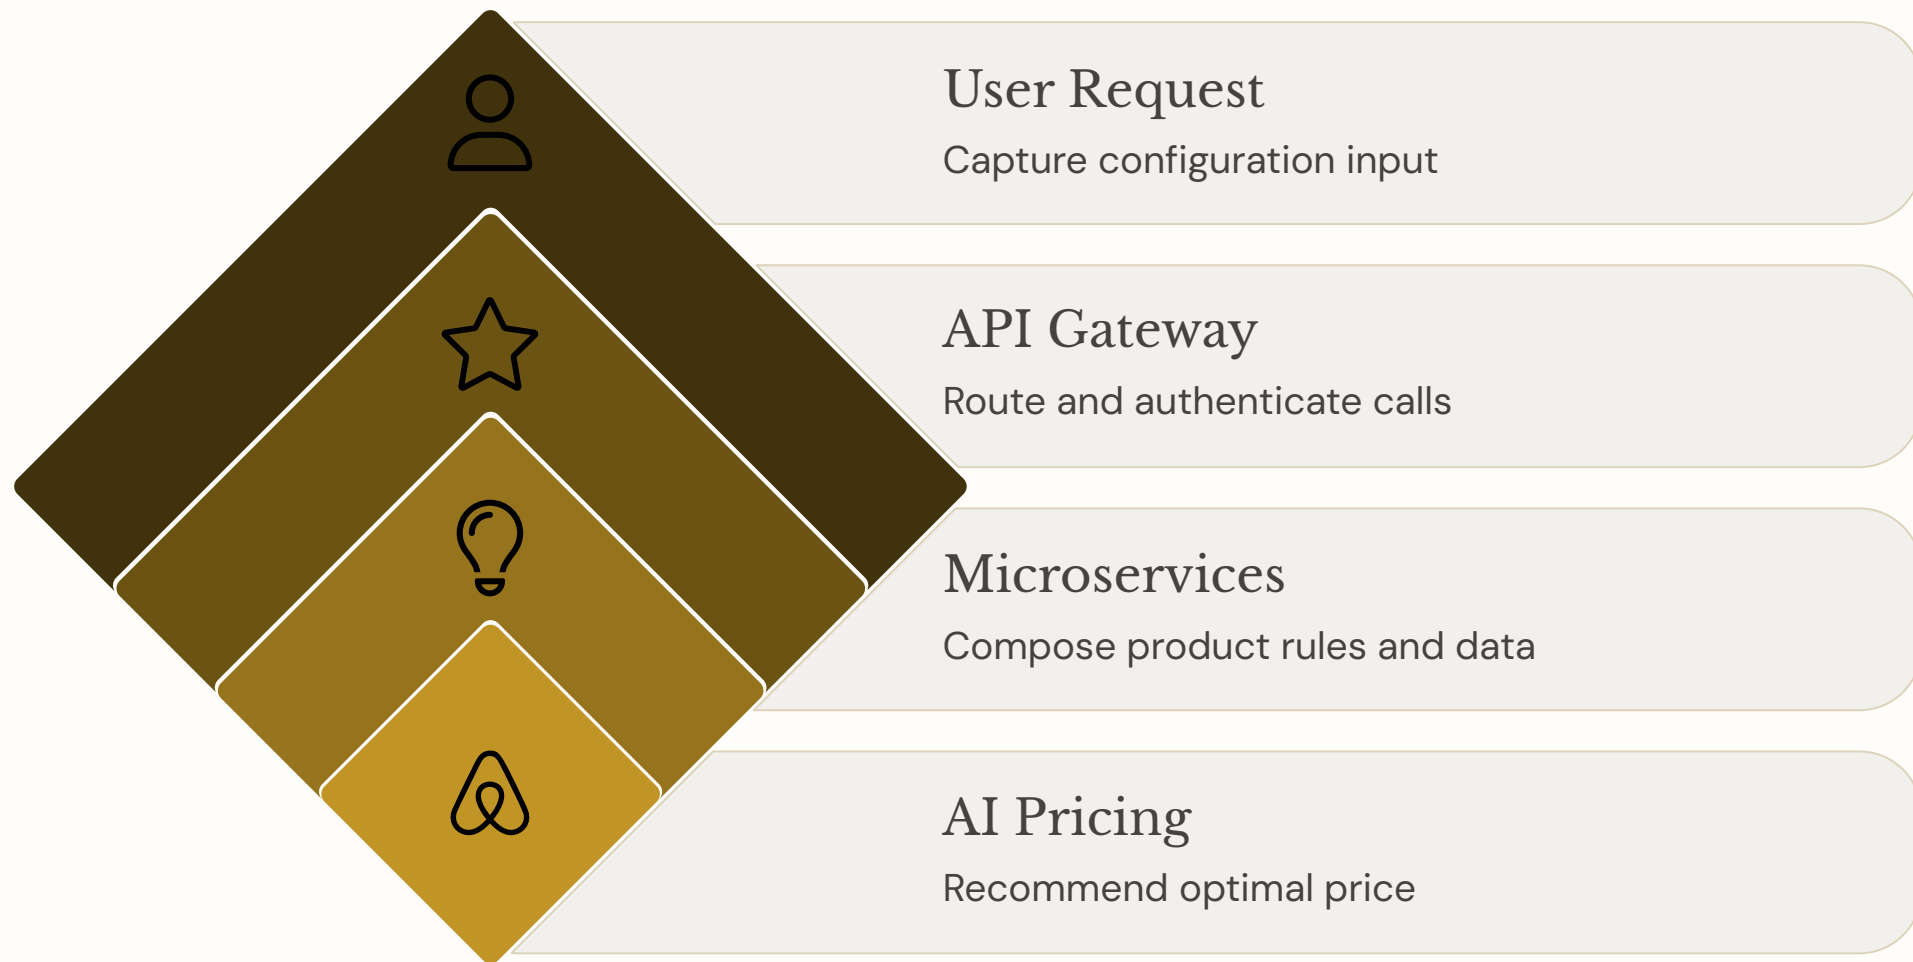 User Request
Capture configuration input
API Gateway
Route and authenticate calls
Microservices
Compose product rules and data
AI Pricing
Recommend optimal price